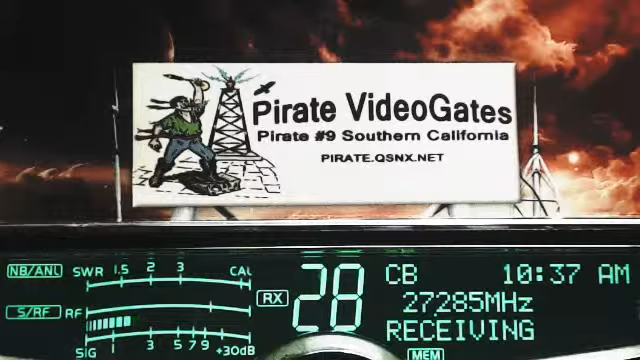 Pirate VideoGates
Pirate #9 Southern California
PIRATE.QSNX.NET
NB/ANL SWR 1.5 2 3 CAL
S/RF RF
SIG 1 3 5 7 9 +30dB
RX 28
CB 10:37 AM
27285MHz
RECEIVING
MEM